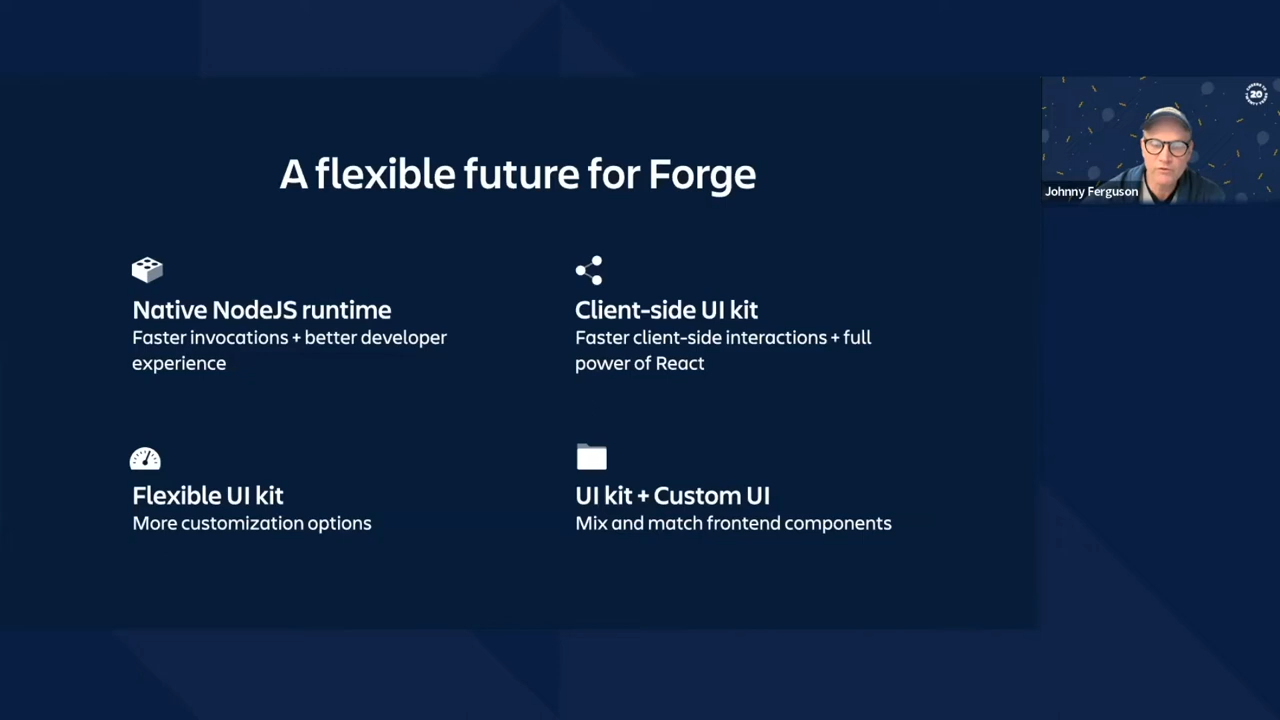 A flexible future for Forge
Native NodeJS runtime
Faster invocations + better developer
experience
Client-side UI kit
Faster client-side interactions + full
power of React
Flexible UI kit
More customization options
UI kit + Custom UI
Mix and match frontend components
20
Johnny Ferguson